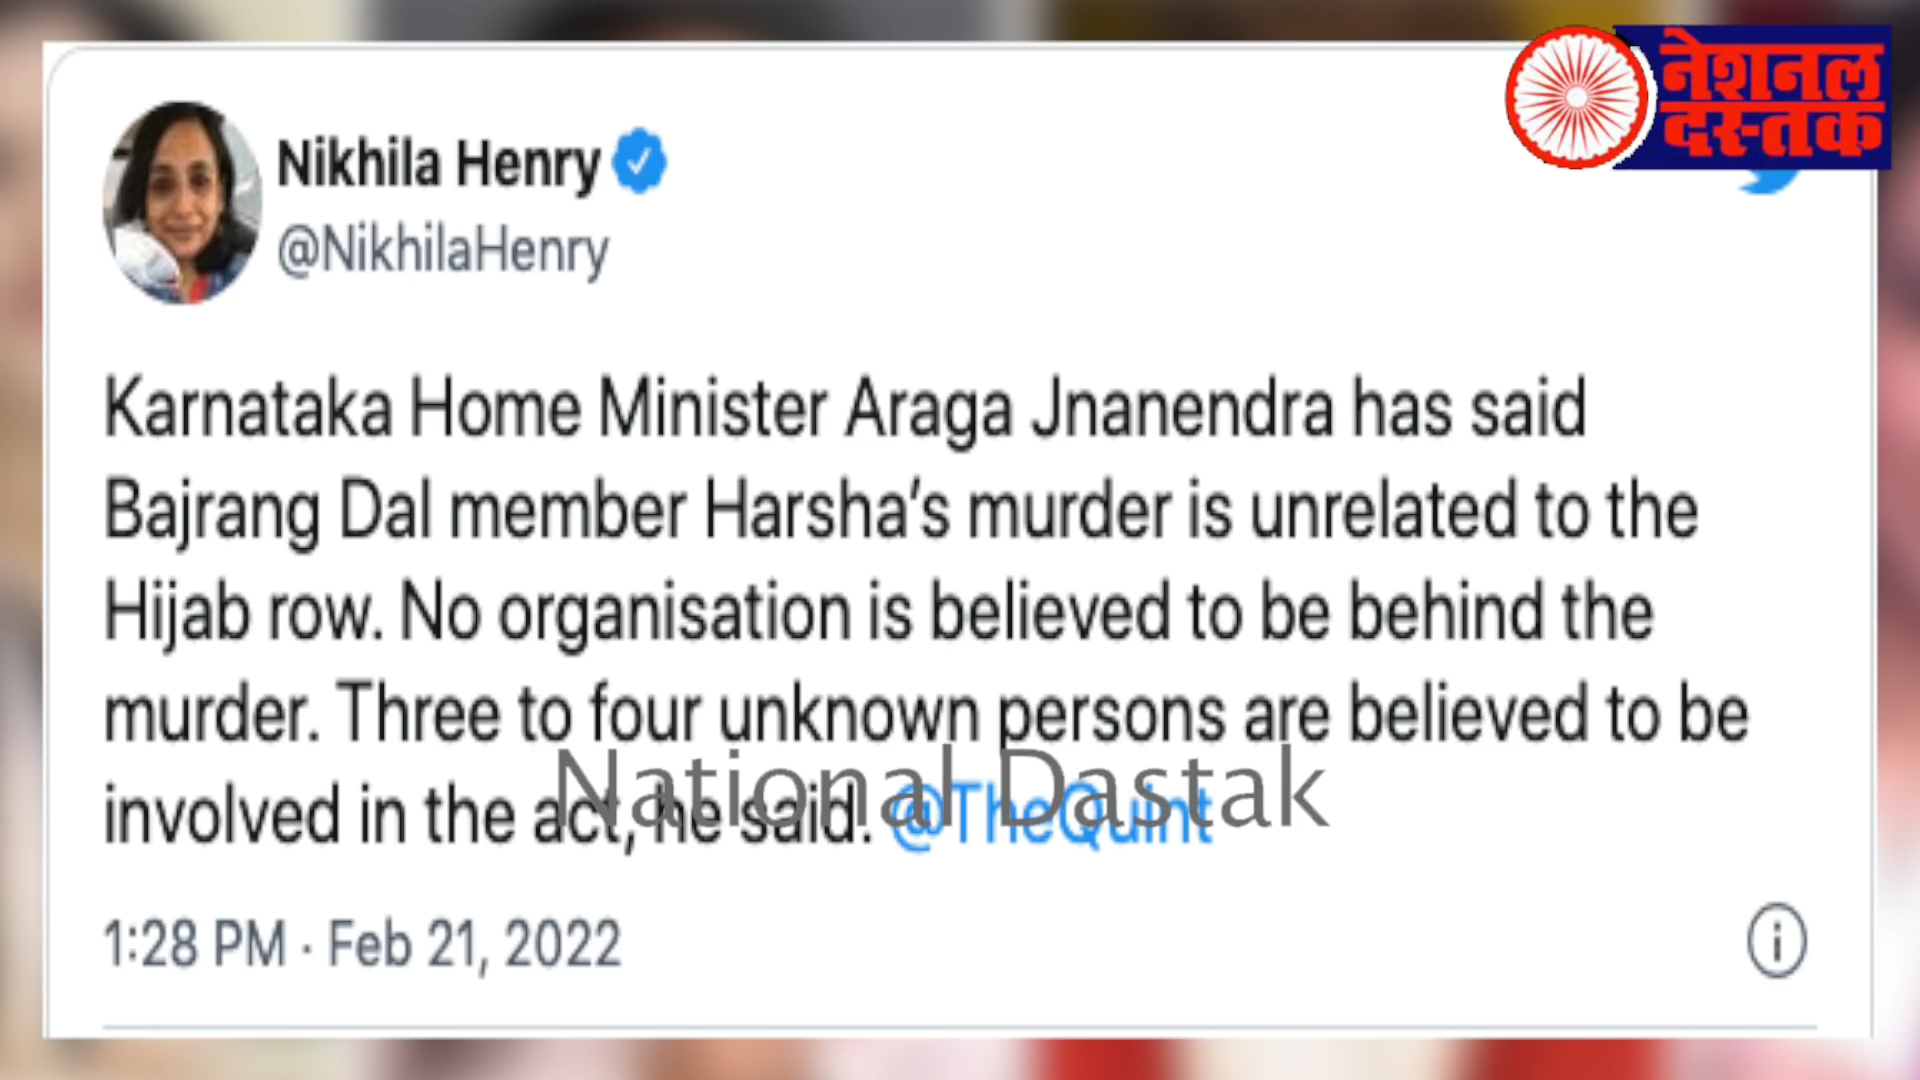 नेशनल
दस्तक
Nikhila Henry
@NikhilaHenry
Karnataka Home Minister Araga Jnanendra has said
Bajrang Dal member Harsha’s murder is unrelated to the
Hijab row. No organisation is believed to be behind the
murder. Three to four unknown persons are believed to be
involved in the act, he said. @TheQuint
National Dastak
1:28 PM · Feb 21, 2022